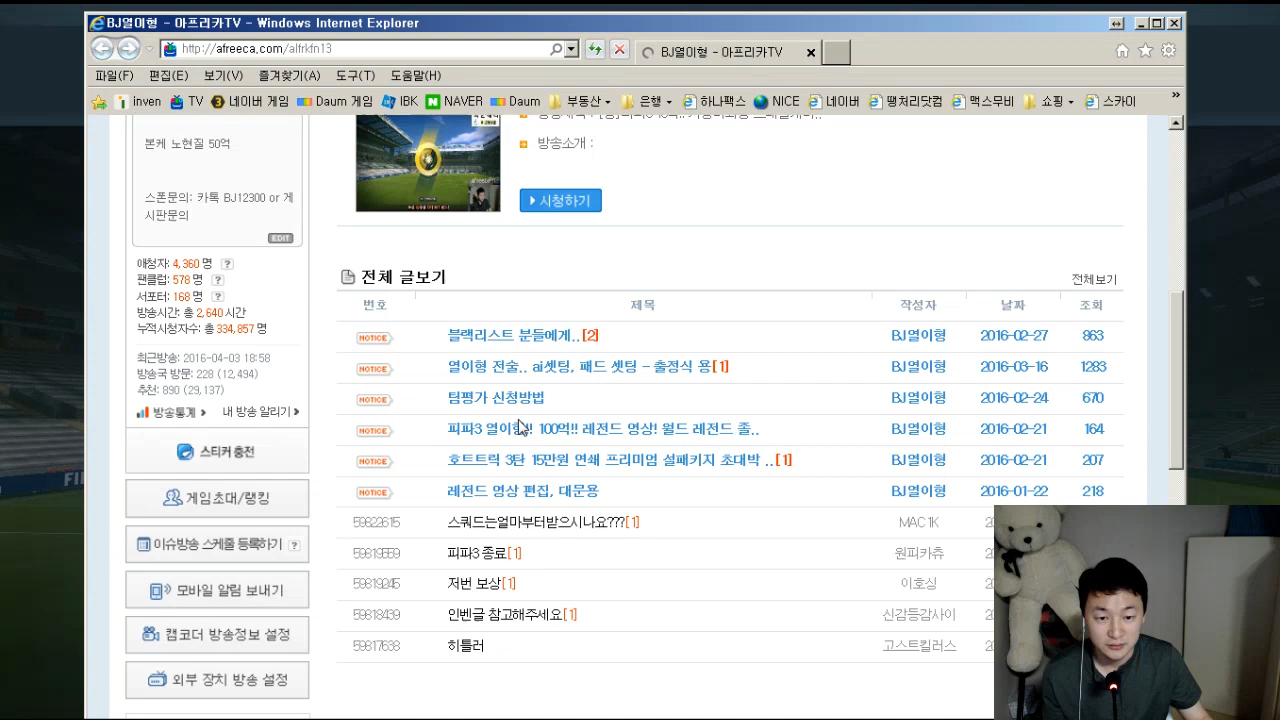 BJ열이형 - 아프리카TV - Windows Internet Explorer
http://afreeca.com/alfrkfn13
BJ열이형 - 아프리카TV
파일(F) 편집(E) 보기(V) 즐겨찾기(A) 도구(T) 도움말(H)
inven TV 네이버 게임 Daum 게임 IBK NAVER Daum 부동산 은행 하나팩스 NICE 네이버 땡처리닷컴 맥스무비 쇼핑 스카이
본케 노현질 50억
스폰문의: 카톡 BJ12300 or 게
시판문의
EDIT
애청자: 4,360 명 ?
팬클럽: 578 명 ?
서포터: 168 명 ?
방송시간: 총 2,640 시간
누적시청자수: 총 334,857 명
최근방송: 2016-04-03 18:58
방송국 방문: 228 (12,494)
추천: 890 (29,137)
방송통계 내 방송 알리기
스티커 충전
게임초대/랭킹
이슈방송 스케줄 등록하기 ?
모바일 알림 보내기
캠코더 방송정보 설정
외부 장치 방송 설정
방송소개 :
시청하기
전체 글보기
전체보기
번호 제목 작성자 날짜 조회
NOTICE 블랙리스트 분들에게..[2] BJ열이형 2016-02-27 863
NOTICE 열이형 전술.. ai셋팅, 패드 셋팅 - 출정식 용[1] BJ열이형 2016-03-16 1283
NOTICE 팀평가 신청방법 BJ열이형 2016-02-24 670
NOTICE 피파3 열이형!! 100억!! 레전드 영상! 월드 레전드 졸.. BJ열이형 2016-02-21 164
NOTICE 호트트릭 3탄 15만원 연쇄 프리미엄 설패키지 초대박 ..[1] BJ열이형 2016-02-21 207
NOTICE 레전드 영상 편집, 대문용 BJ열이형 2016-01-22 218
59822615 스쿼드는얼마부터받으시나요???[1] MAC1K
59819559 피파3 종료[1] 원피카츄
59819245 저번 보상[1] 이호싱
59818439 인벤글 참고해주세요[1] 신감등감사이
59817638 히틀러 고스트킬러스